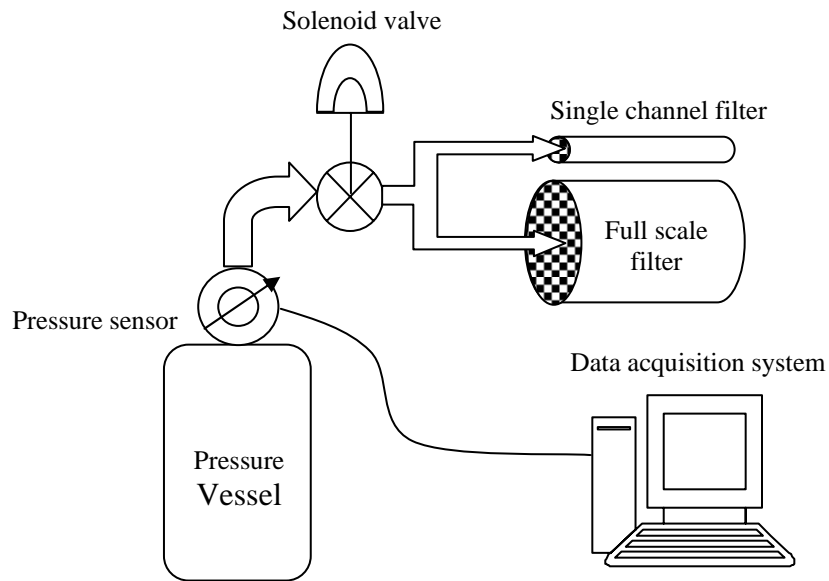 Solenoid valve
Single channel filter
Full scale
filter
Pressure sensor
Data acquisition system
Pressure
Vessel